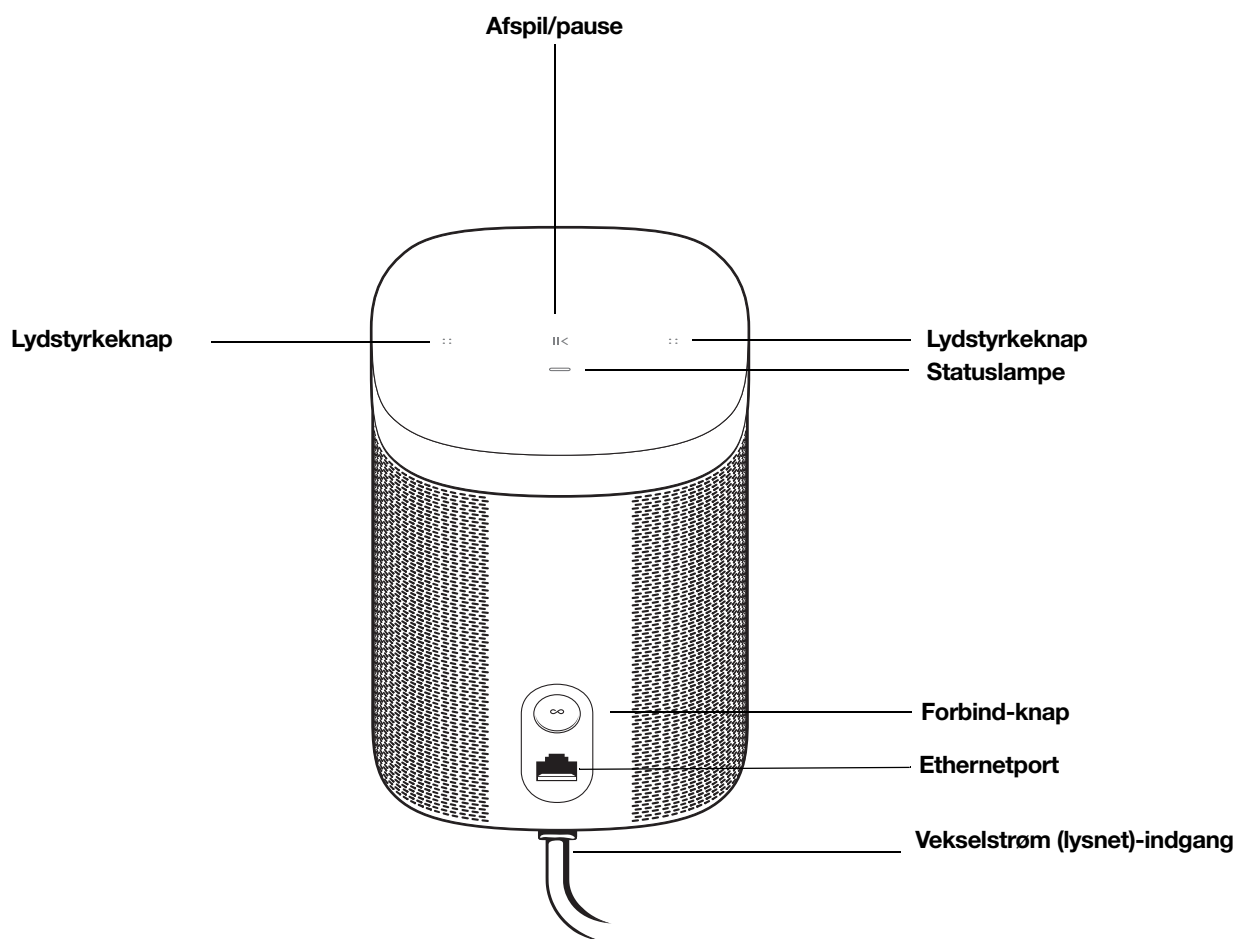 Afspil/pause
Lydstyrkeknap
Lydstyrkeknap
Statuslampe
Forbind-knap
Ethernetport
Vekselstrøm (lysnet)-indgang